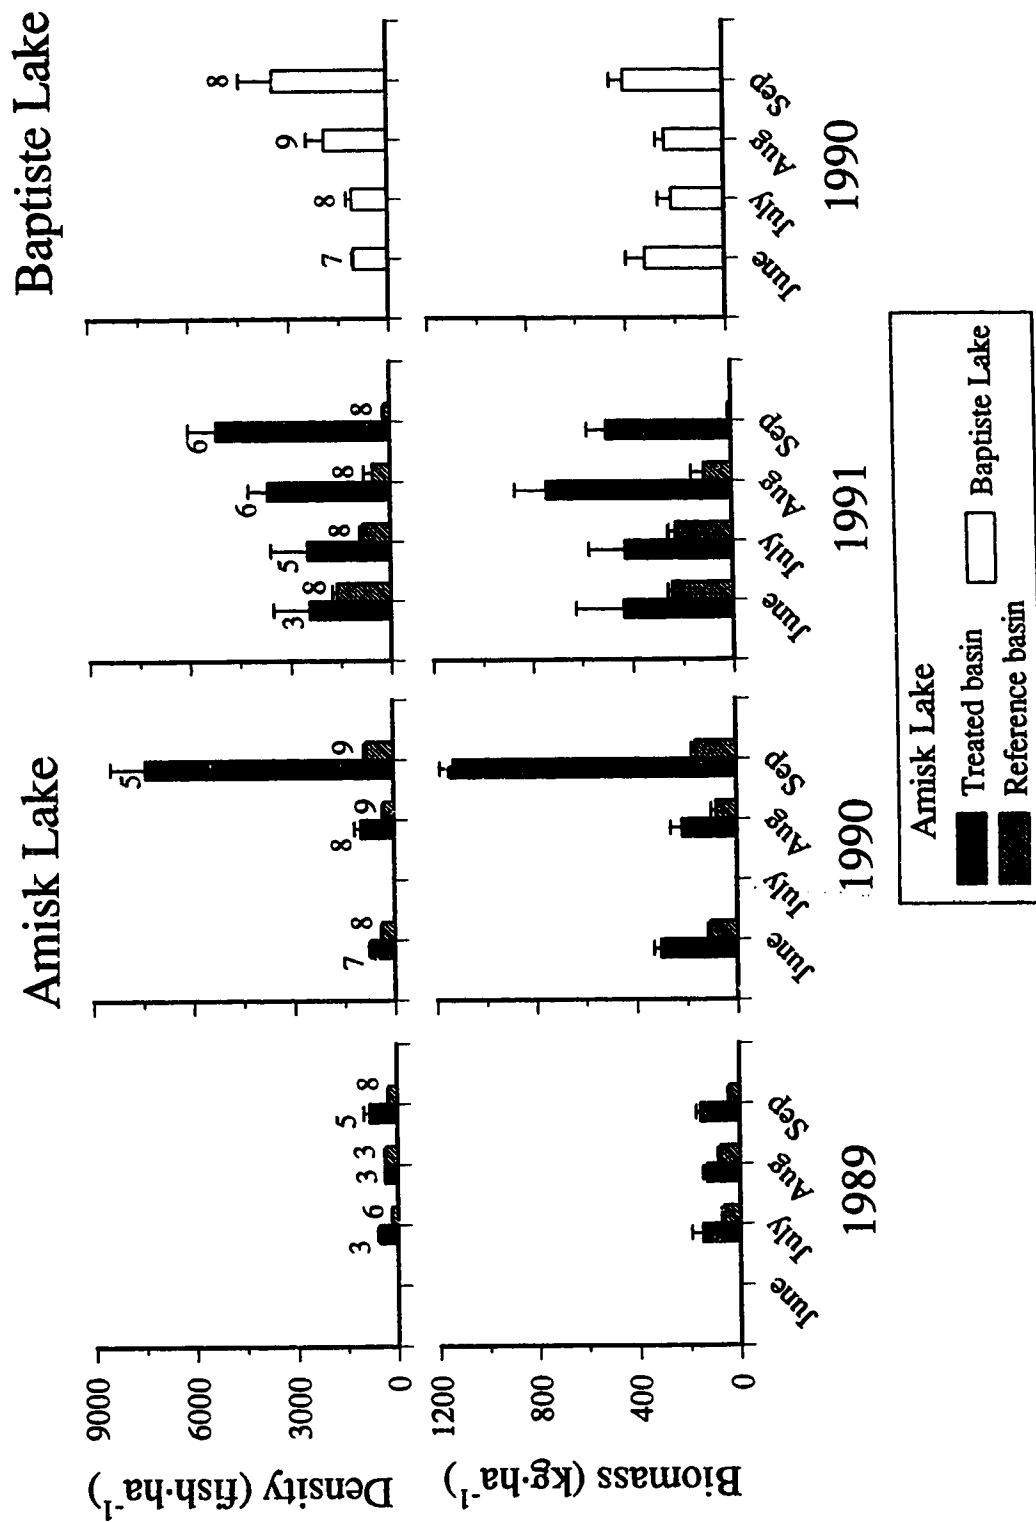 Amisk Lake
Baptiste Lake
Density (fish·ha⁻¹)
9000
6000
3000
0
3 6 3 3 5 8
7 8 8 9 5 9
3 8 5 8 6 8 6 8
7 8 9 8
Biomass (kg·ha⁻¹)
1200
800
400
0
June July Aug Sep
June July Aug Sep
June July Aug Sep
June July Aug Sep
1989
1990
1991
1990
Amisk Lake
Treated basin
Reference basin
Baptiste Lake